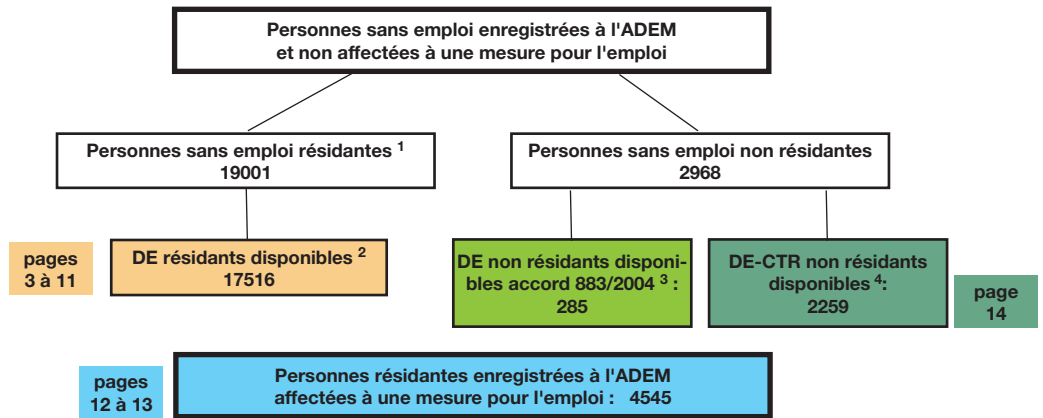 Personnes sans emploi enregistrées à l'ADEM
et non affectées à une mesure pour l'emploi
Personnes sans emploi résidantes 1
19001
Personnes sans emploi non résidantes
2968
pages
3 à 11
DE résidants disponibles 2
17516
DE non résidants disponi-
bles accord 883/2004 3 :
285
DE-CTR non résidants
disponibles 4:
2259
page
14
pages
12 à 13
Personnes résidantes enregistrées à l'ADEM
affectées à une mesure pour l'emploi : 4545